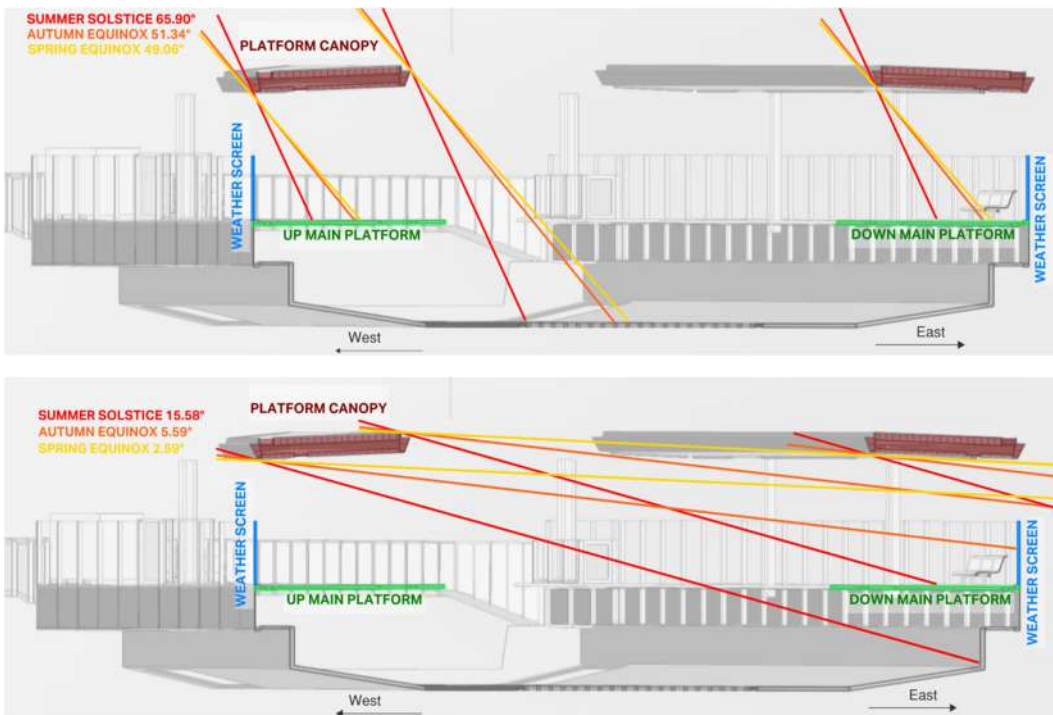 SUMMER SOLSTICE 65.90°
AUTUMN EQUINOX 51.34°
SPRING EQUINOX 49.06°
PLATFORM CANOPY
WEATHER SCREEN
UP MAIN PLATFORM
DOWN MAIN PLATFORM
WEATHER SCREEN
West
East
SUMMER SOLSTICE 15.58°
AUTUMN EQUINOX 5.59°
SPRING EQUINOX 2.59°
PLATFORM CANOPY
WEATHER SCREEN
UP MAIN PLATFORM
DOWN MAIN PLATFORM
WEATHER SCREEN
West
East